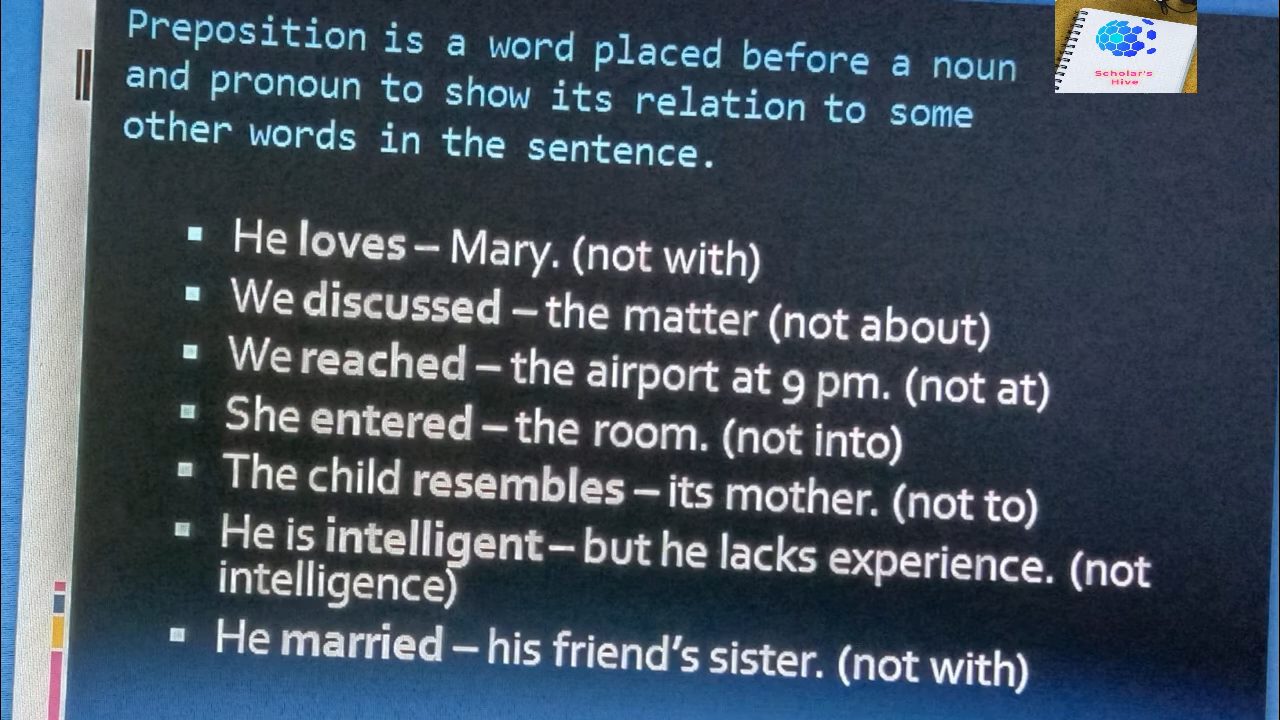 Preposition is a word placed before a noun
and pronoun to show its relation to some
other words in the sentence.
Scholar's
Hive
He loves – Mary. (not with)
We discussed – the matter (not about)
We reached – the airport at 9 pm. (not at)
She entered – the room. (not into)
The child resembles – its mother. (not to)
He is intelligent – but he lacks experience. (not
intelligence)
He married – his friend's sister. (not with)